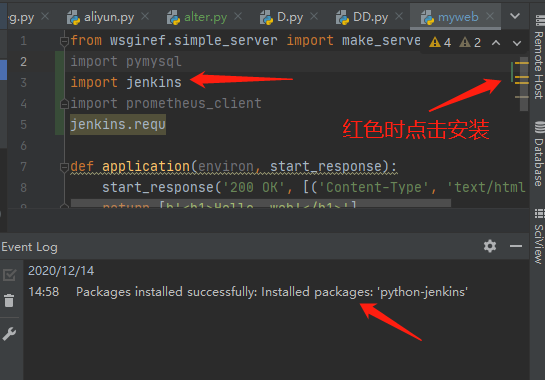 eg.py
aliyun.py
alter.py
D.py
DD.py
myweb
1 from wsgiref.simple_server import make_serve
4
2
2 import pymysql
3 import jenkins
4 import prometheus_client
5 jenkins.requ
红色时点击安装
6
7 def application(environ, start_response):
8 start_response('200 OK', [('Content-Type', 'text/html
Remote Host
Database
SciView
Event Log
2020/12/14
14:58 Packages installed successfully: Installed packages: 'python-jenkins'